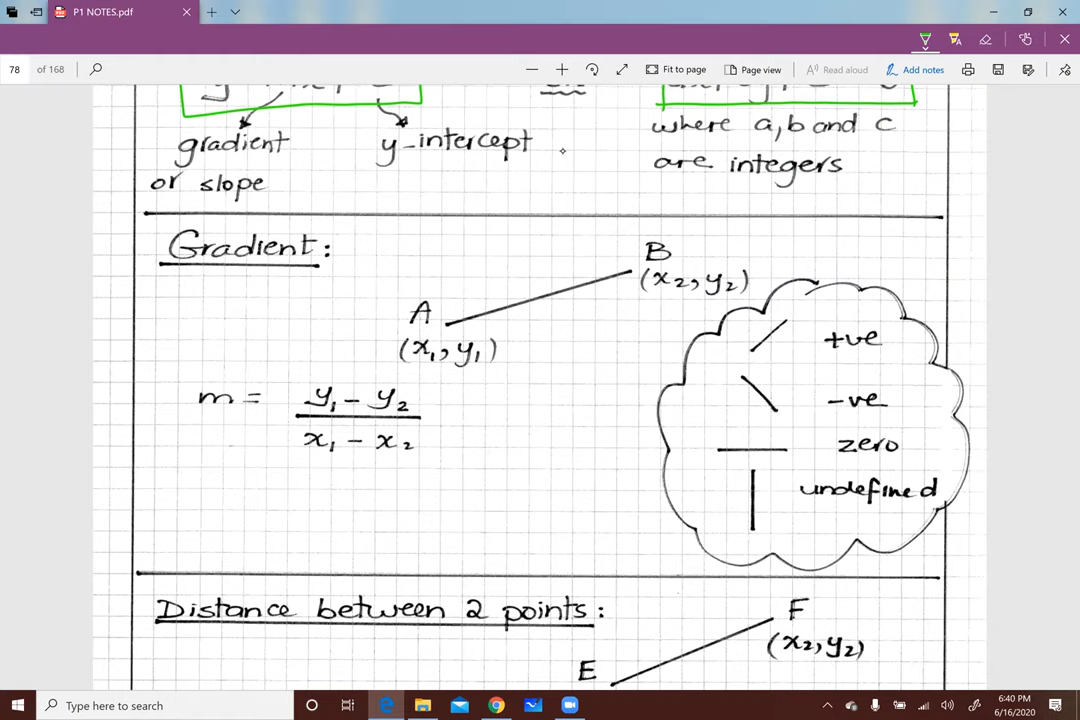 P1 NOTES.pdf
78 of 168
Fit to page
Page view
Read aloud
Add notes
gradient
or slope
y-intercept
where a, b and c
are integers
Gradient:
A
(x₁, y₁)
B
(x₂, y₂)
m = y₁ - y₂
x₁ - x₂
+ve
-ve
zero
undefined
Distance between 2 points:
E
F
(x₂, y₂)
Type here to search
6:40 PM
6/16/2020